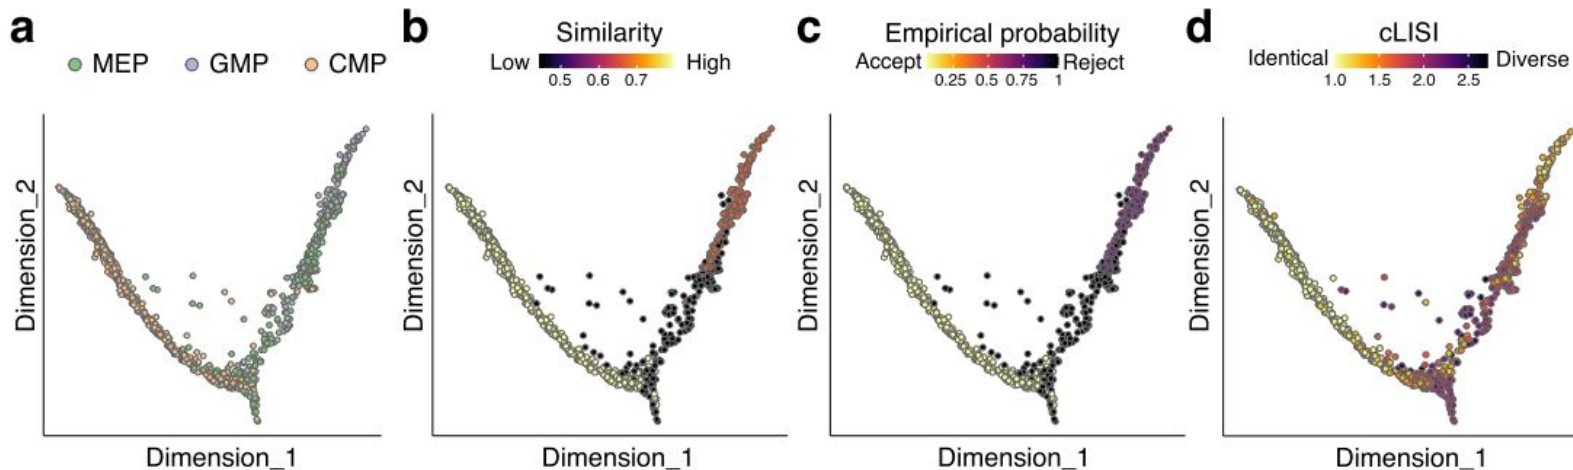 a
MEP GMP CMP
Dimension_2
Dimension_1
b
Similarity
Low High
0.5 0.6 0.7
Dimension_2
Dimension_1
c
Empirical probability
Accept Reject
0.25 0.5 0.75 1
Dimension_2
Dimension_1
d
cLISI
Identical Diverse
1.0 1.5 2.0 2.5
Dimension_2
Dimension_1